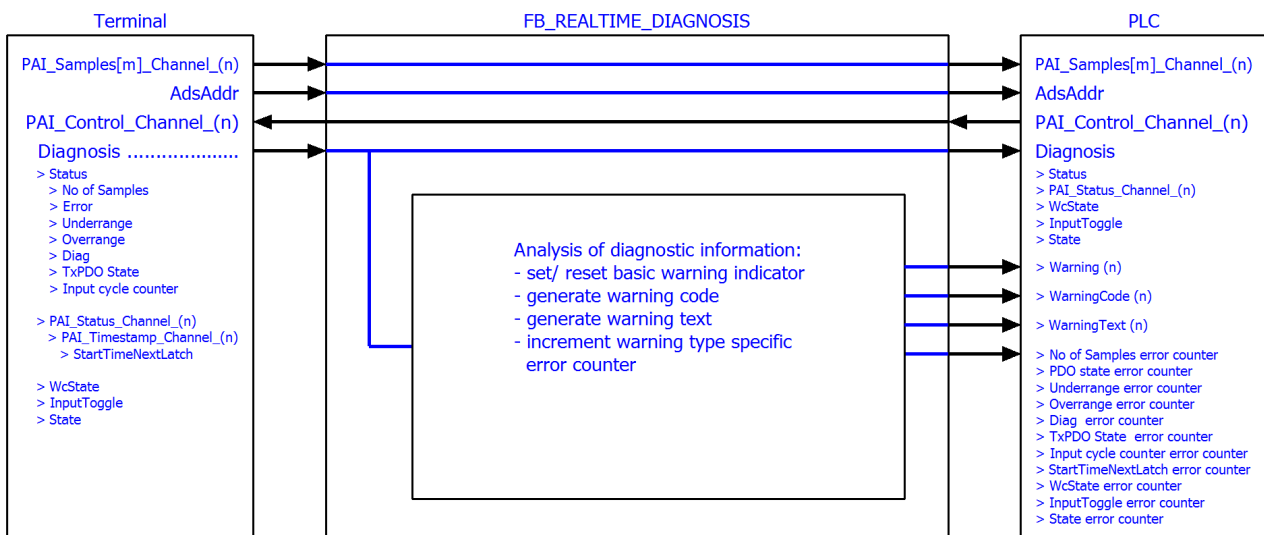 Terminal
PAI_Samples[m]_Channel_(n)
AdsAddr
PAI_Control_Channel_(n)
Diagnosis .....................
> Status
> No of Samples
> Error
> Underrange
> Overrange
> Diag
> TxPDO State
> Input cycle counter
> PAI_Status_Channel_(n)
> PAI_Timestamp_Channel_(n)
> StartTimeNextLatch
> WcState
> InputToggle
> State
FB_REALTIME_DIAGNOSIS
Analysis of diagnostic information:
- set/ reset basic warning indicator
- generate warning code
- generate warning text
- increment warning type specific
error counter
PLC
PAI_Samples[m]_Channel_(n)
AdsAddr
PAI_Control_Channel_(n)
Diagnosis
> Status
> PAI_Status_Channel_(n)
> WcState
> InputToggle
> State
> Warning (n)
> WarningCode (n)
> WarningText (n)
> No of Samples error counter
> PDO state error counter
> Underrange error counter
> Overrange error counter
> Diag  error counter
> TxPDO State  error counter
> Input cycle counter error counter
> StartTimeNextLatch error counter
> WcState error counter
> InputToggle error counter
> State error counter